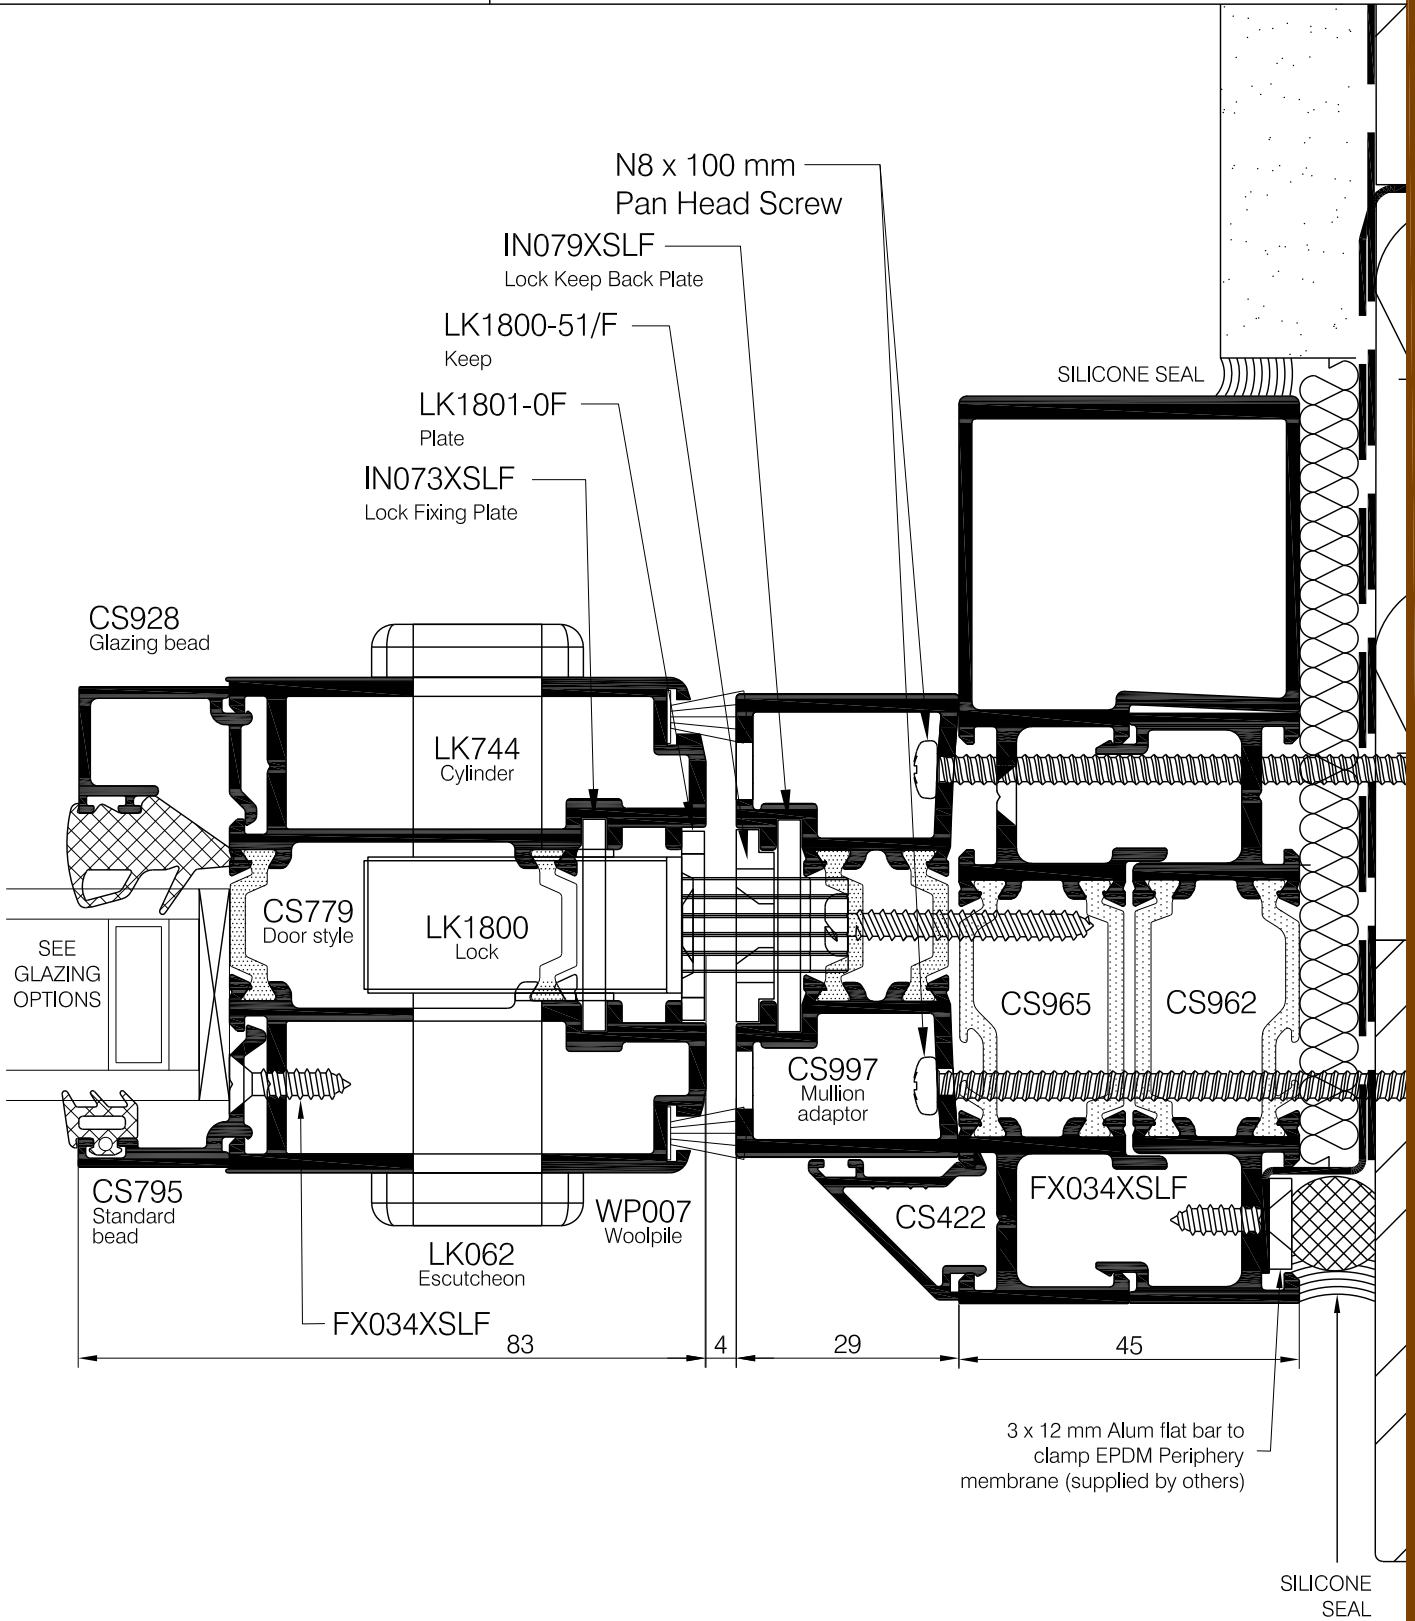 N8 x 100 mm
Pan Head Screw
IN079XSLF
Lock Keep Back Plate
LK1800-51/F
Keep
SILICONE SEAL
LK1801-0F
Plate
IN073XSLF
Lock Fixing Plate
CS928
Glazing bead
LK744
Cylinder
CS779
Door style
LK1800
Lock
SEE
GLAZING
OPTIONS
CS965
CS962
CS997
Mullion
adaptor
CS795
Standard
bead
WP007
Woolpile
CS422
FX034XSLF
LK062
Escutcheon
FX034XSLF
83
4
29
45
3 x 12 mm Alum flat bar to
clamp EPDM Periphery
membrane (supplied by others)
SILICONE
SEAL